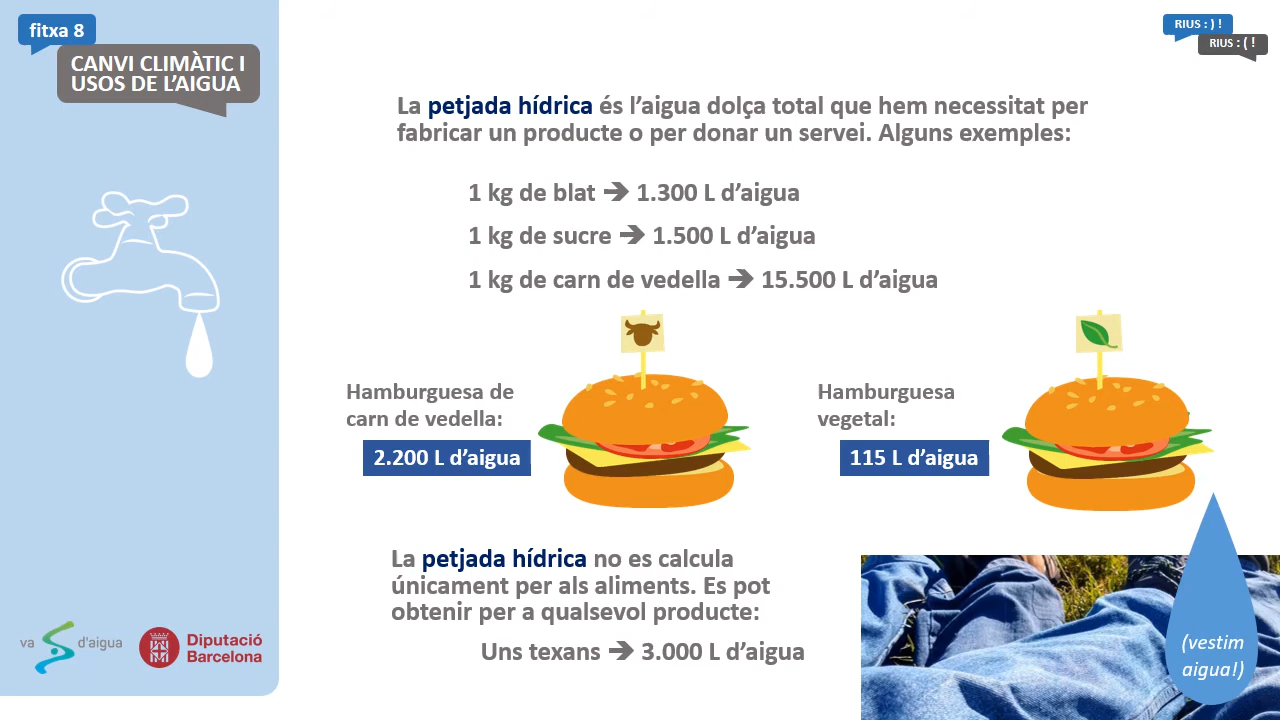 fitxa 8
CANVI CLIMÀTIC I
USOS DE L’AIGUA
RIUS : ) !
RIUS : ( !
La petjada hídrica és l’aigua dolça total que hem necessitat per
fabricar un producte o per donar un servei. Alguns exemples:
1 kg de blat ➔ 1.300 L d’aigua
1 kg de sucre ➔ 1.500 L d’aigua
1 kg de carn de vedella ➔ 15.500 L d’aigua
Hamburguesa de
carn de vedella:
2.200 L d’aigua
Hamburguesa
vegetal:
115 L d’aigua
La petjada hídrica no es calcula
únicament per als aliments. Es pot
obtenir per a qualsevol producte:
Uns texans ➔ 3.000 L d’aigua
(vestim
aigua!)
va d'aigua
Diputació
Barcelona